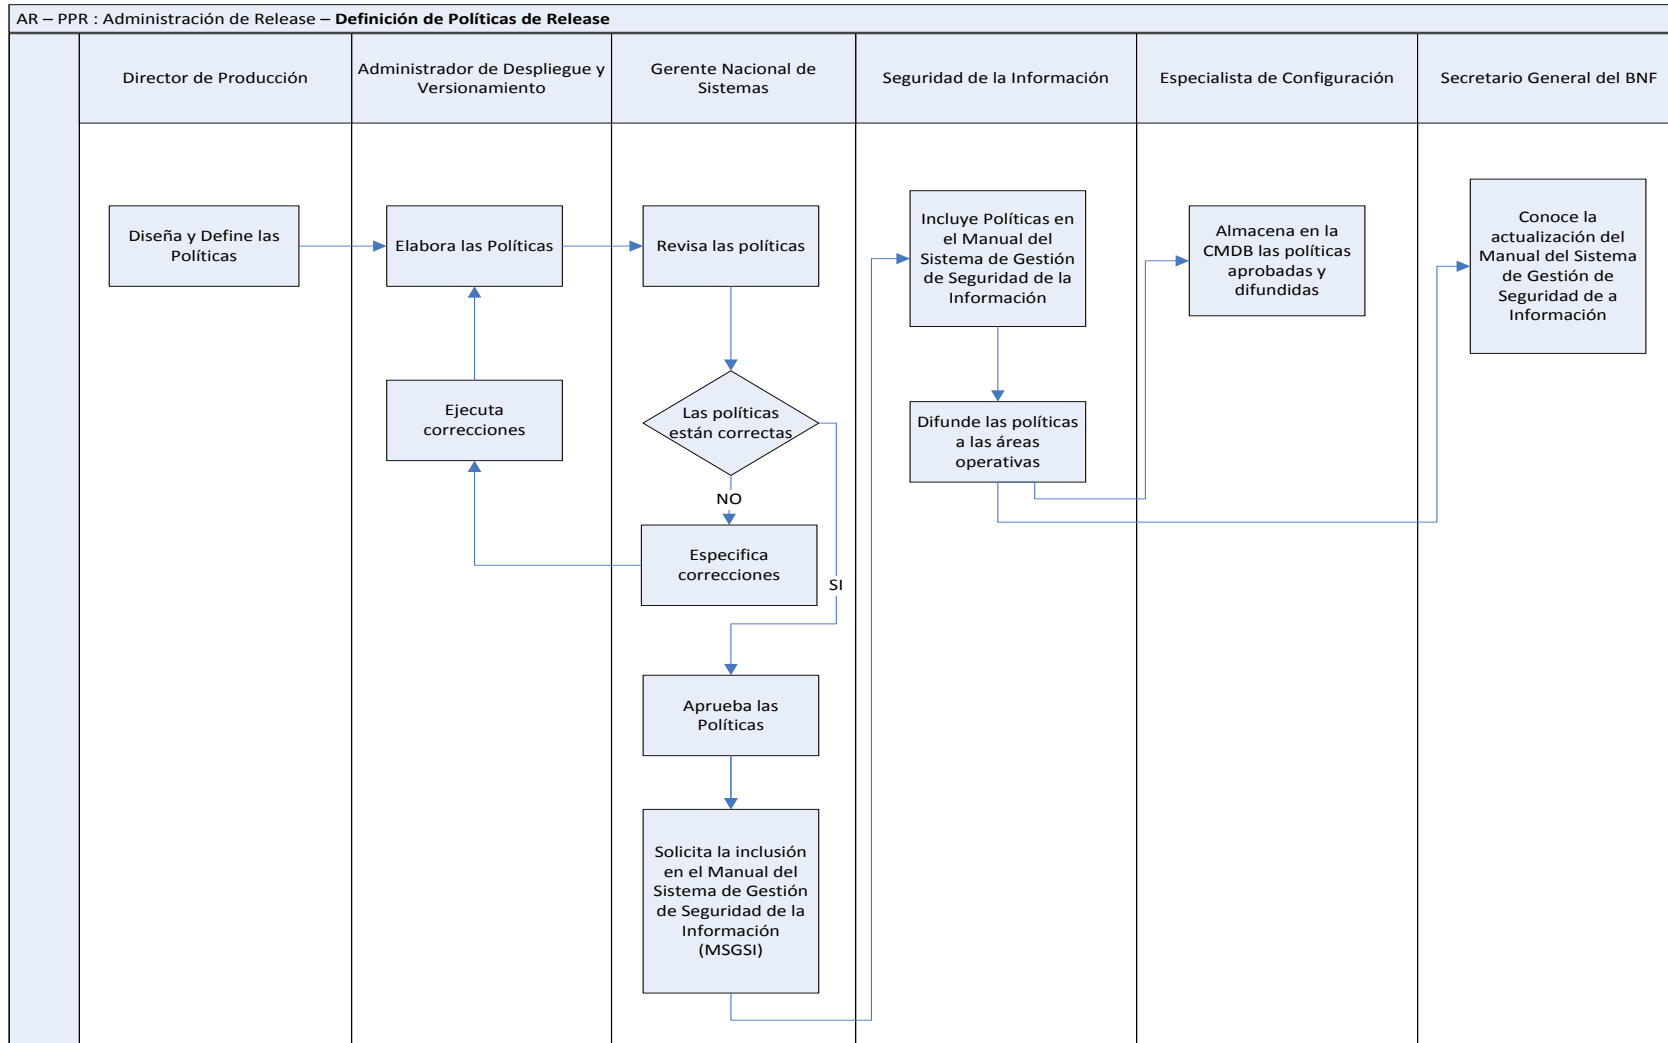 AR – PPR : Administración de Release – Definición de Políticas de Release
Director de Producción
Administrador de Despliegue y
Versionamiento
Gerente Nacional de
Sistemas
Seguridad de la Información
Especialista de Configuración
Secretario General del BNF
Diseña y Define las
Políticas
Elabora las Políticas
Revisa las políticas
Incluye Políticas en
el Manual del
Sistema de Gestión
de Seguridad de la
Información
Almacena en la
CMDB las políticas
aprobadas y
difundidas
Conoce la
actualización del
Manual del Sistema
de Gestión de
Seguridad de a
Información
Ejecuta
correcciones
Las políticas
están correctas
Difunde las políticas
a las áreas
operativas
NO
Especifica
correcciones
SI
Aprueba las
Políticas
Solicita la inclusión
en el Manual del
Sistema de Gestión
de Seguridad de la
Información
(MSGSI)